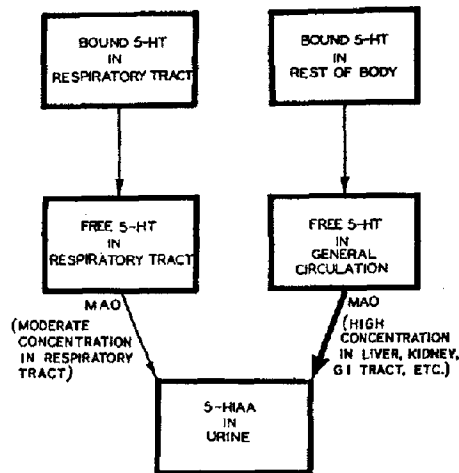 BOUND 5-HT
IN
RESPIRATORY TRACT
BOUND 5-HT
IN
REST OF BODY
FREE 5-HT
IN
RESPIRATORY TRACT
FREE 5-HT
IN
GENERAL
CIRCULATION
MAO
(MODERATE
CONCENTRATION
IN RESPIRATORY
TRACT)
MAO
(HIGH
CONCENTRATION
IN LIVER, KIDNEY,
GI TRACT, ETC.)
5-HIAA
IN
URINE